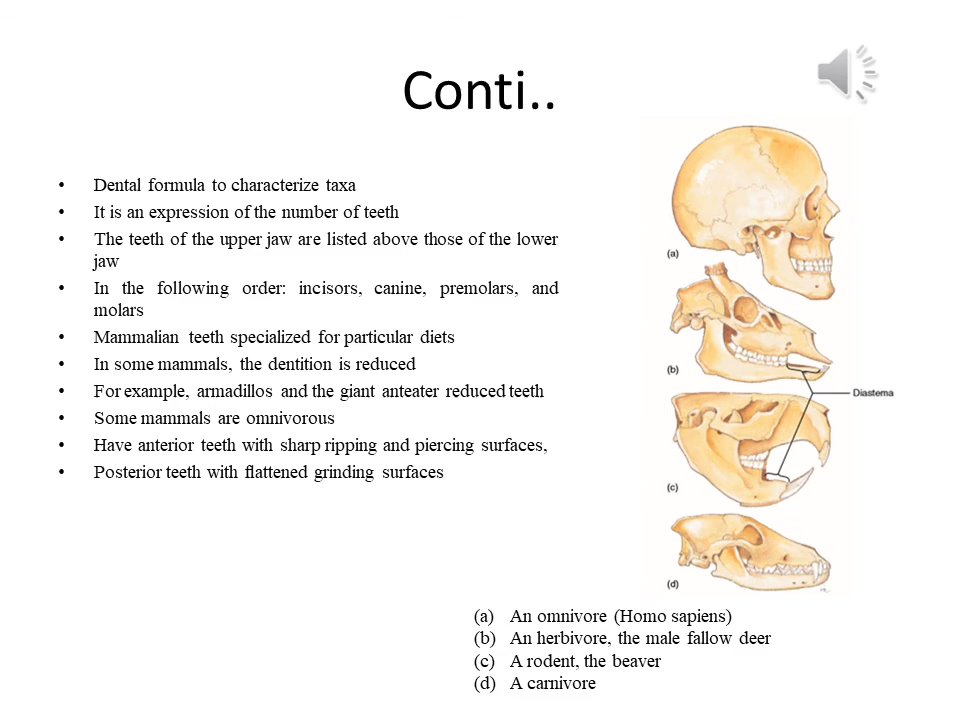 Conti..
• Dental formula to characterize taxa
• It is an expression of the number of teeth
• The teeth of the upper jaw are listed above those of the lower
jaw
• In the following order: incisors, canine, premolars, and
molars
• Mammalian teeth specialized for particular diets
• In some mammals, the dentition is reduced
• For example, armadillos and the giant anteater reduced teeth
• Some mammals are omnivorous
• Have anterior teeth with sharp ripping and piercing surfaces,
• Posterior teeth with flattened grinding surfaces
(a)
(b)
Diastema
(c)
(d)
(a) An omnivore (Homo sapiens)
(b) An herbivore, the male fallow deer
(c) A rodent, the beaver
(d) A carnivore